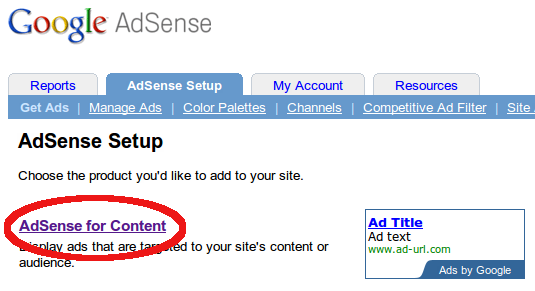 Google AdSense
Reports AdSense Setup My Account Resources
Get Ads | Manage Ads | Color Palettes | Channels | Competitive Ad Filter | Site
AdSense Setup
Choose the product you'd like to add to your site.
AdSense for Content
Display ads that are targeted to your site's content or
audience.
Ad Title
Ad text
www.ad-url.com
Ads by Google